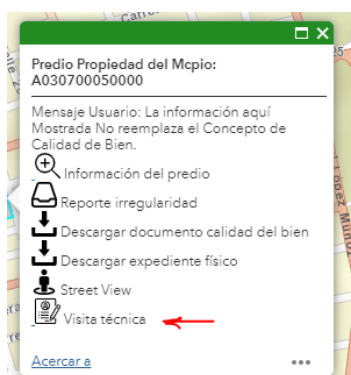 Predio Propiedad del Mcpio:
A030700050000
Mensaje Usuario: La información aquí
Mostrada No reemplaza el Concepto de
Calidad de Bien.
Información del predio
Reporte irregularidad
Descargar documento calidad del bien
Descargar expediente físico
Street View
Visita técnica
Acercar a